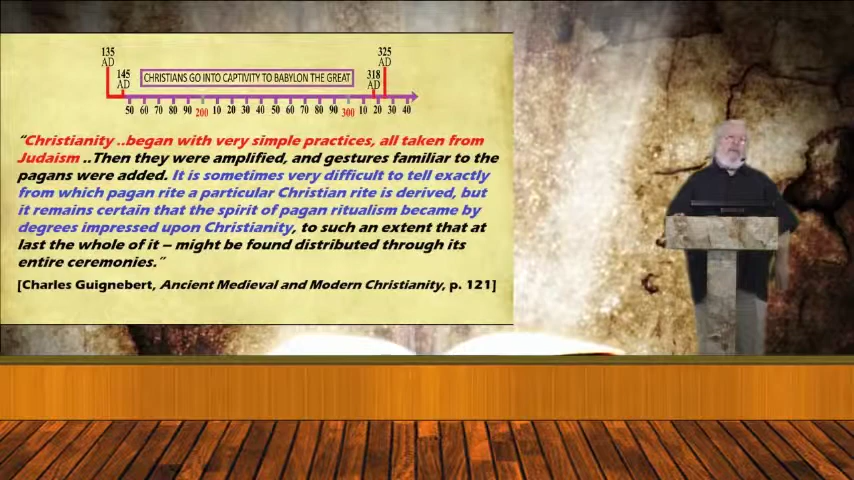 135
AD
145
AD
CHRISTIANS GO INTO CAPTIVITY TO BABYLON THE GREAT
325
AD
318
AD
50 60 70 80 90 200 10 20 30 40 50 60 70 80 90 300 10 20 30 40
“Christianity ..began with very simple practices, all taken from
Judaism ..Then they were amplified, and gestures familiar to the
pagans were added. It is sometimes very difficult to tell exactly
from which pagan rite a particular Christian rite is derived, but
it remains certain that the spirit of pagan ritualism became by
degrees impressed upon Christianity, to such an extent that at
last the whole of it – might be found distributed through its
entire ceremonies.”
[Charles Guignebert, Ancient Medieval and Modern Christianity, p. 121]